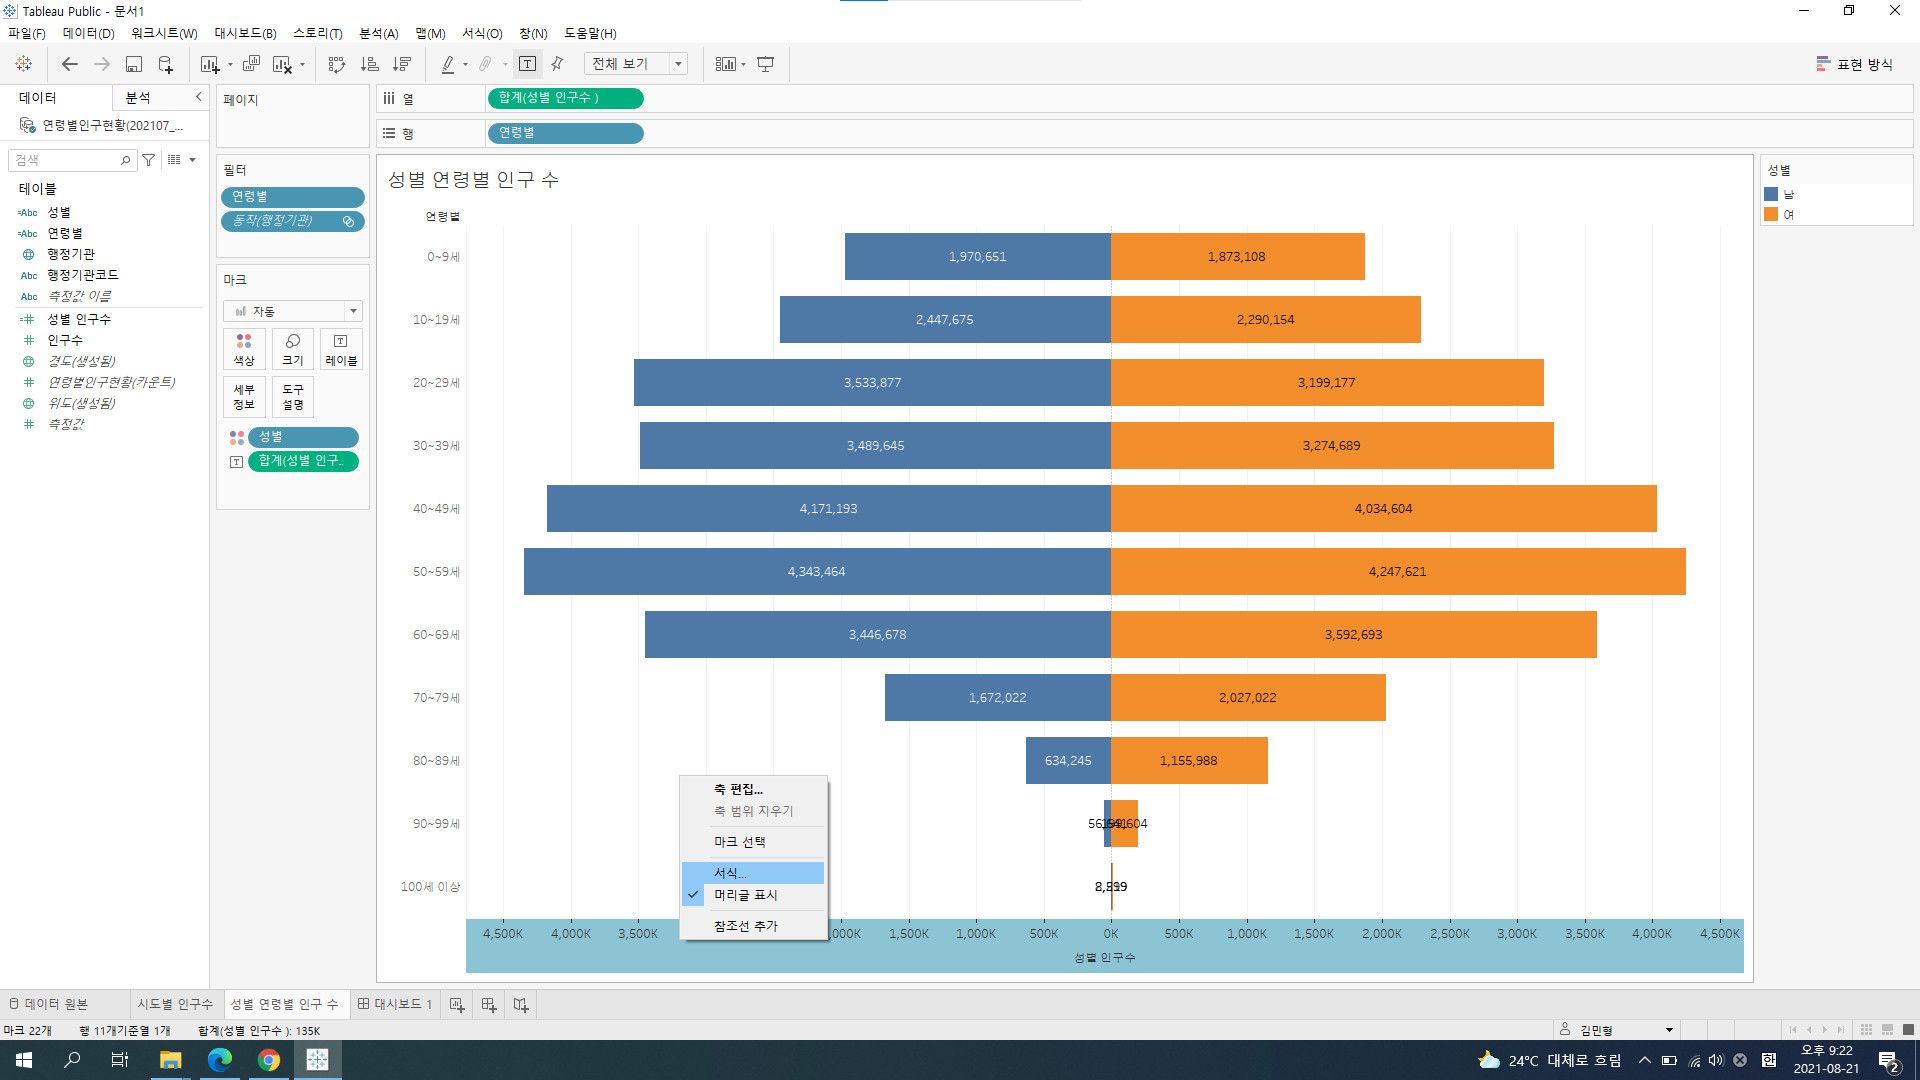 Tableau Public - 문서1
파일(F) 데이터(D) 워크시트(W) 대시보드(B) 스토리(T) 분석(A) 맵(M) 서식(O) 창(N) 도움말(H)
전체 보기
표현 방식
데이터 분석
연령별인구현황(202107_...
검색
테이블
Abc 성별
Abc 연령별
행정기관
Abc 행정기관코드
Abc 측정값 이름
성별 인구수
인구수
경도(생성됨)
연령별인구현황(카운트)
위도(생성됨)
측정값
페이지
필터
연령별
동작(행정기관)
마크
자동
색상 크기 레이블
세부 정보 도구 설명
성별
합계(성별 인구..
열 합계(성별 인구수 )
행 연령별
성별 연령별 인구 수
연령별
0~9세 1,970,651 1,873,108
10~19세 2,447,675 2,290,154
20~29세 3,533,877 3,199,177
30~39세 3,489,645 3,274,689
40~49세 4,171,193 4,034,604
50~59세 4,343,464 4,247,621
60~69세 3,446,678 3,592,693
70~79세 1,672,022 2,027,022
80~89세 634,245 1,155,988
90~99세
100세 이상
4,500K 4,000K 3,500K 1,500K 1,000K 500K 0K 500K 1,000K 1,500K 2,000K 2,500K 3,000K 3,500K 4,000K 4,500K
성별 인구수
축 편집...
축 범위 지우기
마크 선택
서식...
머리글 표시
참조선 추가
성별
남
여
데이터 원본 시도별 인구수 성별 연령별 인구 수 대시보드 1
마크 22개 행 11개기준열 1개 합계(성별 인구수 ): 135K
김민형
24°C 대체로 흐림
한
오후 9:22
2021-08-21
2